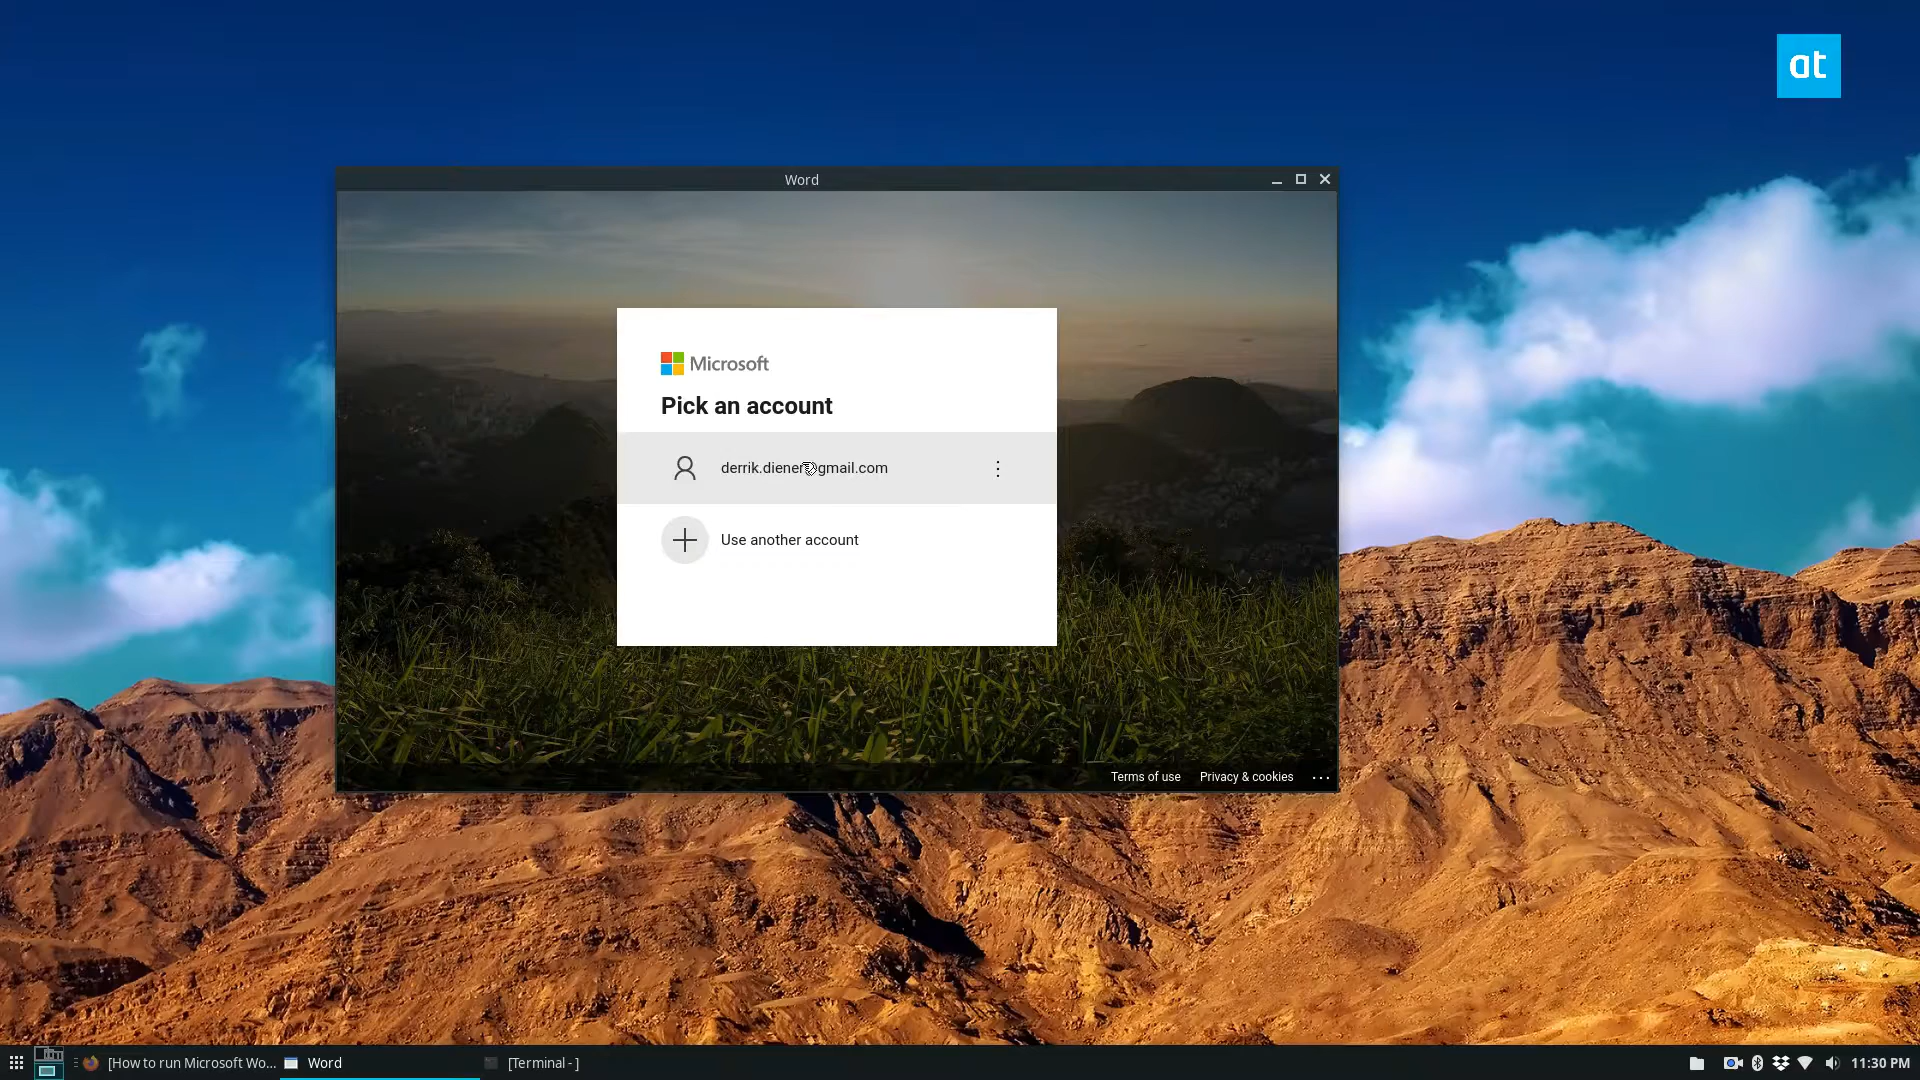 at
Word
Microsoft
Pick an account
derrik.diener@gmail.com
Use another account
Terms of use Privacy & cookies ...
[How to run Microsoft Wo... Word [Terminal - ] 11:30 PM